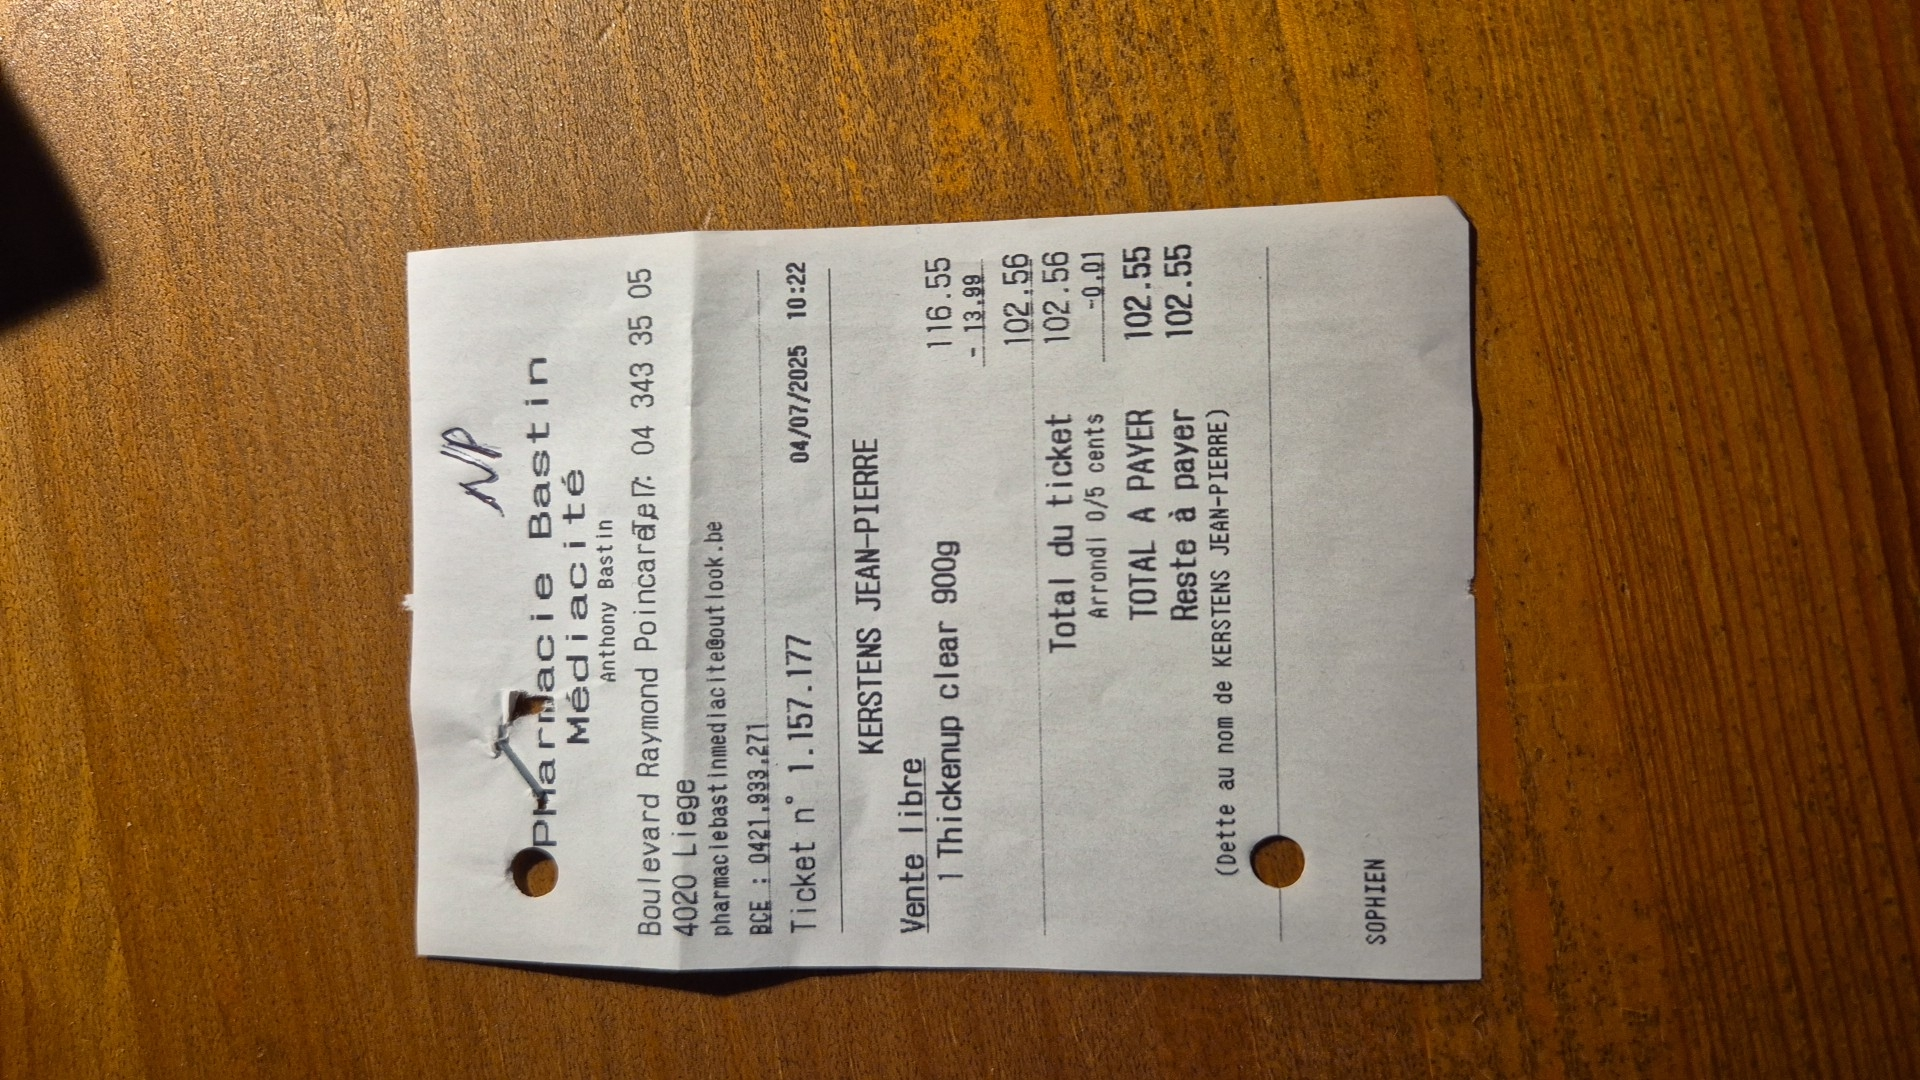 NP
Pharmacie Bastin
Médiacité
Anthony Bastin
Boulevard Raymond Poincaré, 7 Tel : 04 343 35 05
4020 Liege
pharmaciebastinmediacite@outlook.be
BCE : 0421.933.271
Ticket n° 1.157.177 04/07/2025 10:22
KERSTENS JEAN-PIERRE
Vente libre
1 Thickenup clear 900g 116.55
- 13.99
102.56
Total du ticket 102.56
Arrondi 0/5 cents -0.01
TOTAL A PAYER 102.55
Reste à payer 102.55
(Dette au nom de KERSTENS JEAN-PIERRE)
SOPHIEN